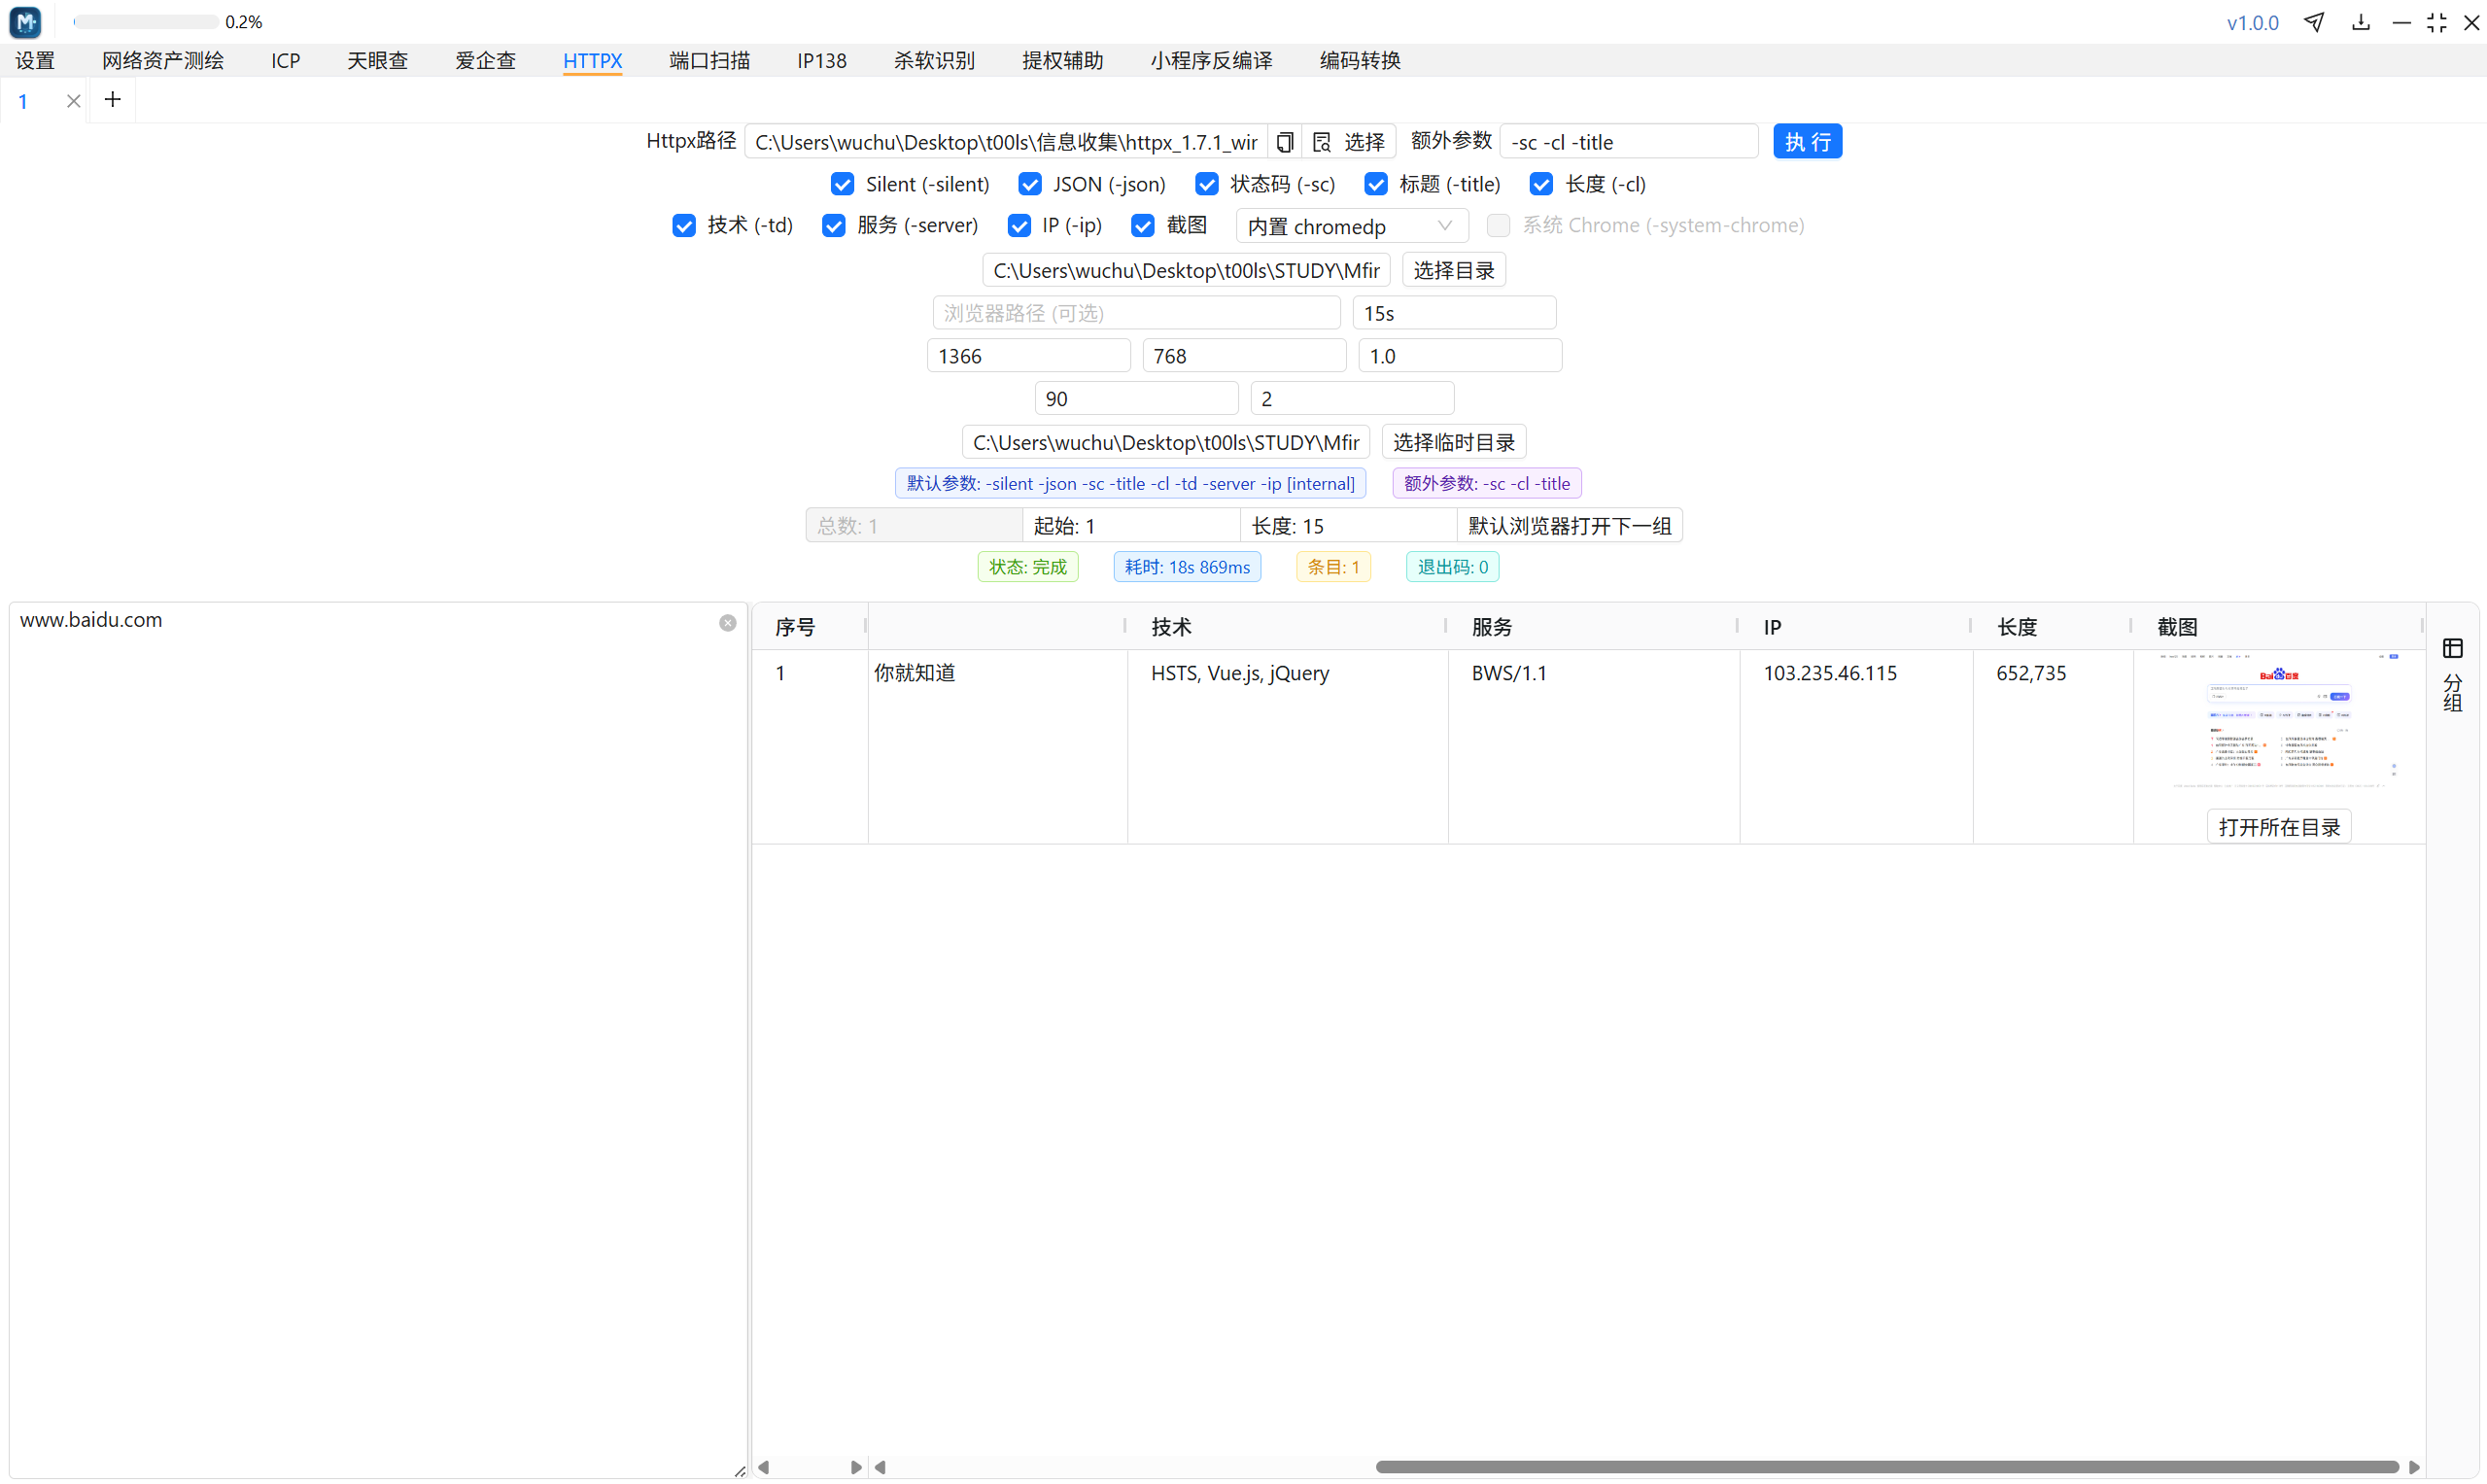 0.2%
v1.0.0
设置 网络资产测绘 ICP 天眼查 爱企查 HTTPX 端口扫描 IP138 杀软识别 提权辅助 小程序反编译 编码转换
1
Httpx路径 C:\Users\wuchu\Desktop\t00ls\信息收集\httpx_1.7.1_wir 选择 额外参数 -sc -cl -title 执 行
Silent (-silent) JSON (-json) 状态码 (-sc) 标题 (-title) 长度 (-cl)
技术 (-td) 服务 (-server) IP (-ip) 截图 内置 chromedp 系统 Chrome (-system-chrome)
C:\Users\wuchu\Desktop\t00ls\STUDY\Mfir 选择目录
浏览器路径 (可选) 15s
1366 768 1.0
90 2
C:\Users\wuchu\Desktop\t00ls\STUDY\Mfir 选择临时目录
默认参数: -silent -json -sc -title -cl -td -server -ip [internal] 额外参数: -sc -cl -title
总数: 1 起始: 1 长度: 15 默认浏览器打开下一组
状态: 完成 耗时: 18s 869ms 条目: 1 退出码: 0
www.baidu.com
序号 技术 服务 IP 长度 截图
1 你就知道 HSTS, Vue.js, jQuery BWS/1.1 103.235.46.115 652,735
Bai du 百度
打开所在目录
分组